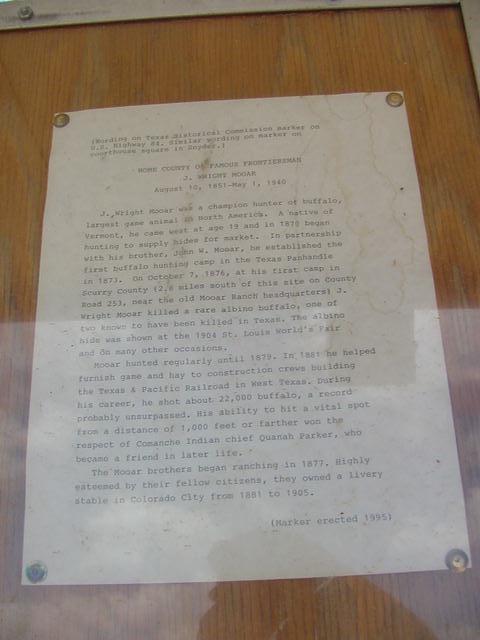 (Wording on Texas Historical Commission marker on
U.S. Highway 84. Similar wording on marker on
courthouse square in Snyder.)
HOME COUNTY OF FAMOUS FRONTIERSMAN
J. WRIGHT MOOAR
August 10, 1851-May 1, 1940
J. Wright Mooar was a champion hunter of buffalo,
largest game animal in North America. A native of
Vermont, he came west at age 19 and in 1870 began
hunting to supply hides for market. In partnership
with his brother, John W. Mooar, he established the
first buffalo hunting camp in the Texas Panhandle
in 1873. On October 7, 1876, at his first camp in
Scurry County (2.8 miles south of this site on County
Road 253, near the old Mooar Ranch headquarters) J.
Wright Mooar killed a rare albino buffalo, one of
two known to have been killed in Texas. The albino
hide was shown at the 1904 St. Louis World's Fair
and on many other occasions.
Mooar hunted regularly until 1879. In 1881 he helped
furnish game and hay to construction crews building
the Texas & Pacific Railroad in West Texas. During
his career, he shot about 22,000 buffalo, a record
probably unsurpassed. His ability to hit a vital spot
from a distance of 1,000 feet or farther won the
respect of Comanche Indian chief Quanah Parker, who
became a friend in later life.
The Mooar brothers began ranching in 1877. Highly
esteemed by their fellow citizens, they owned a livery
stable in Colorado City from 1881 to 1905.
(Marker erected 1995)